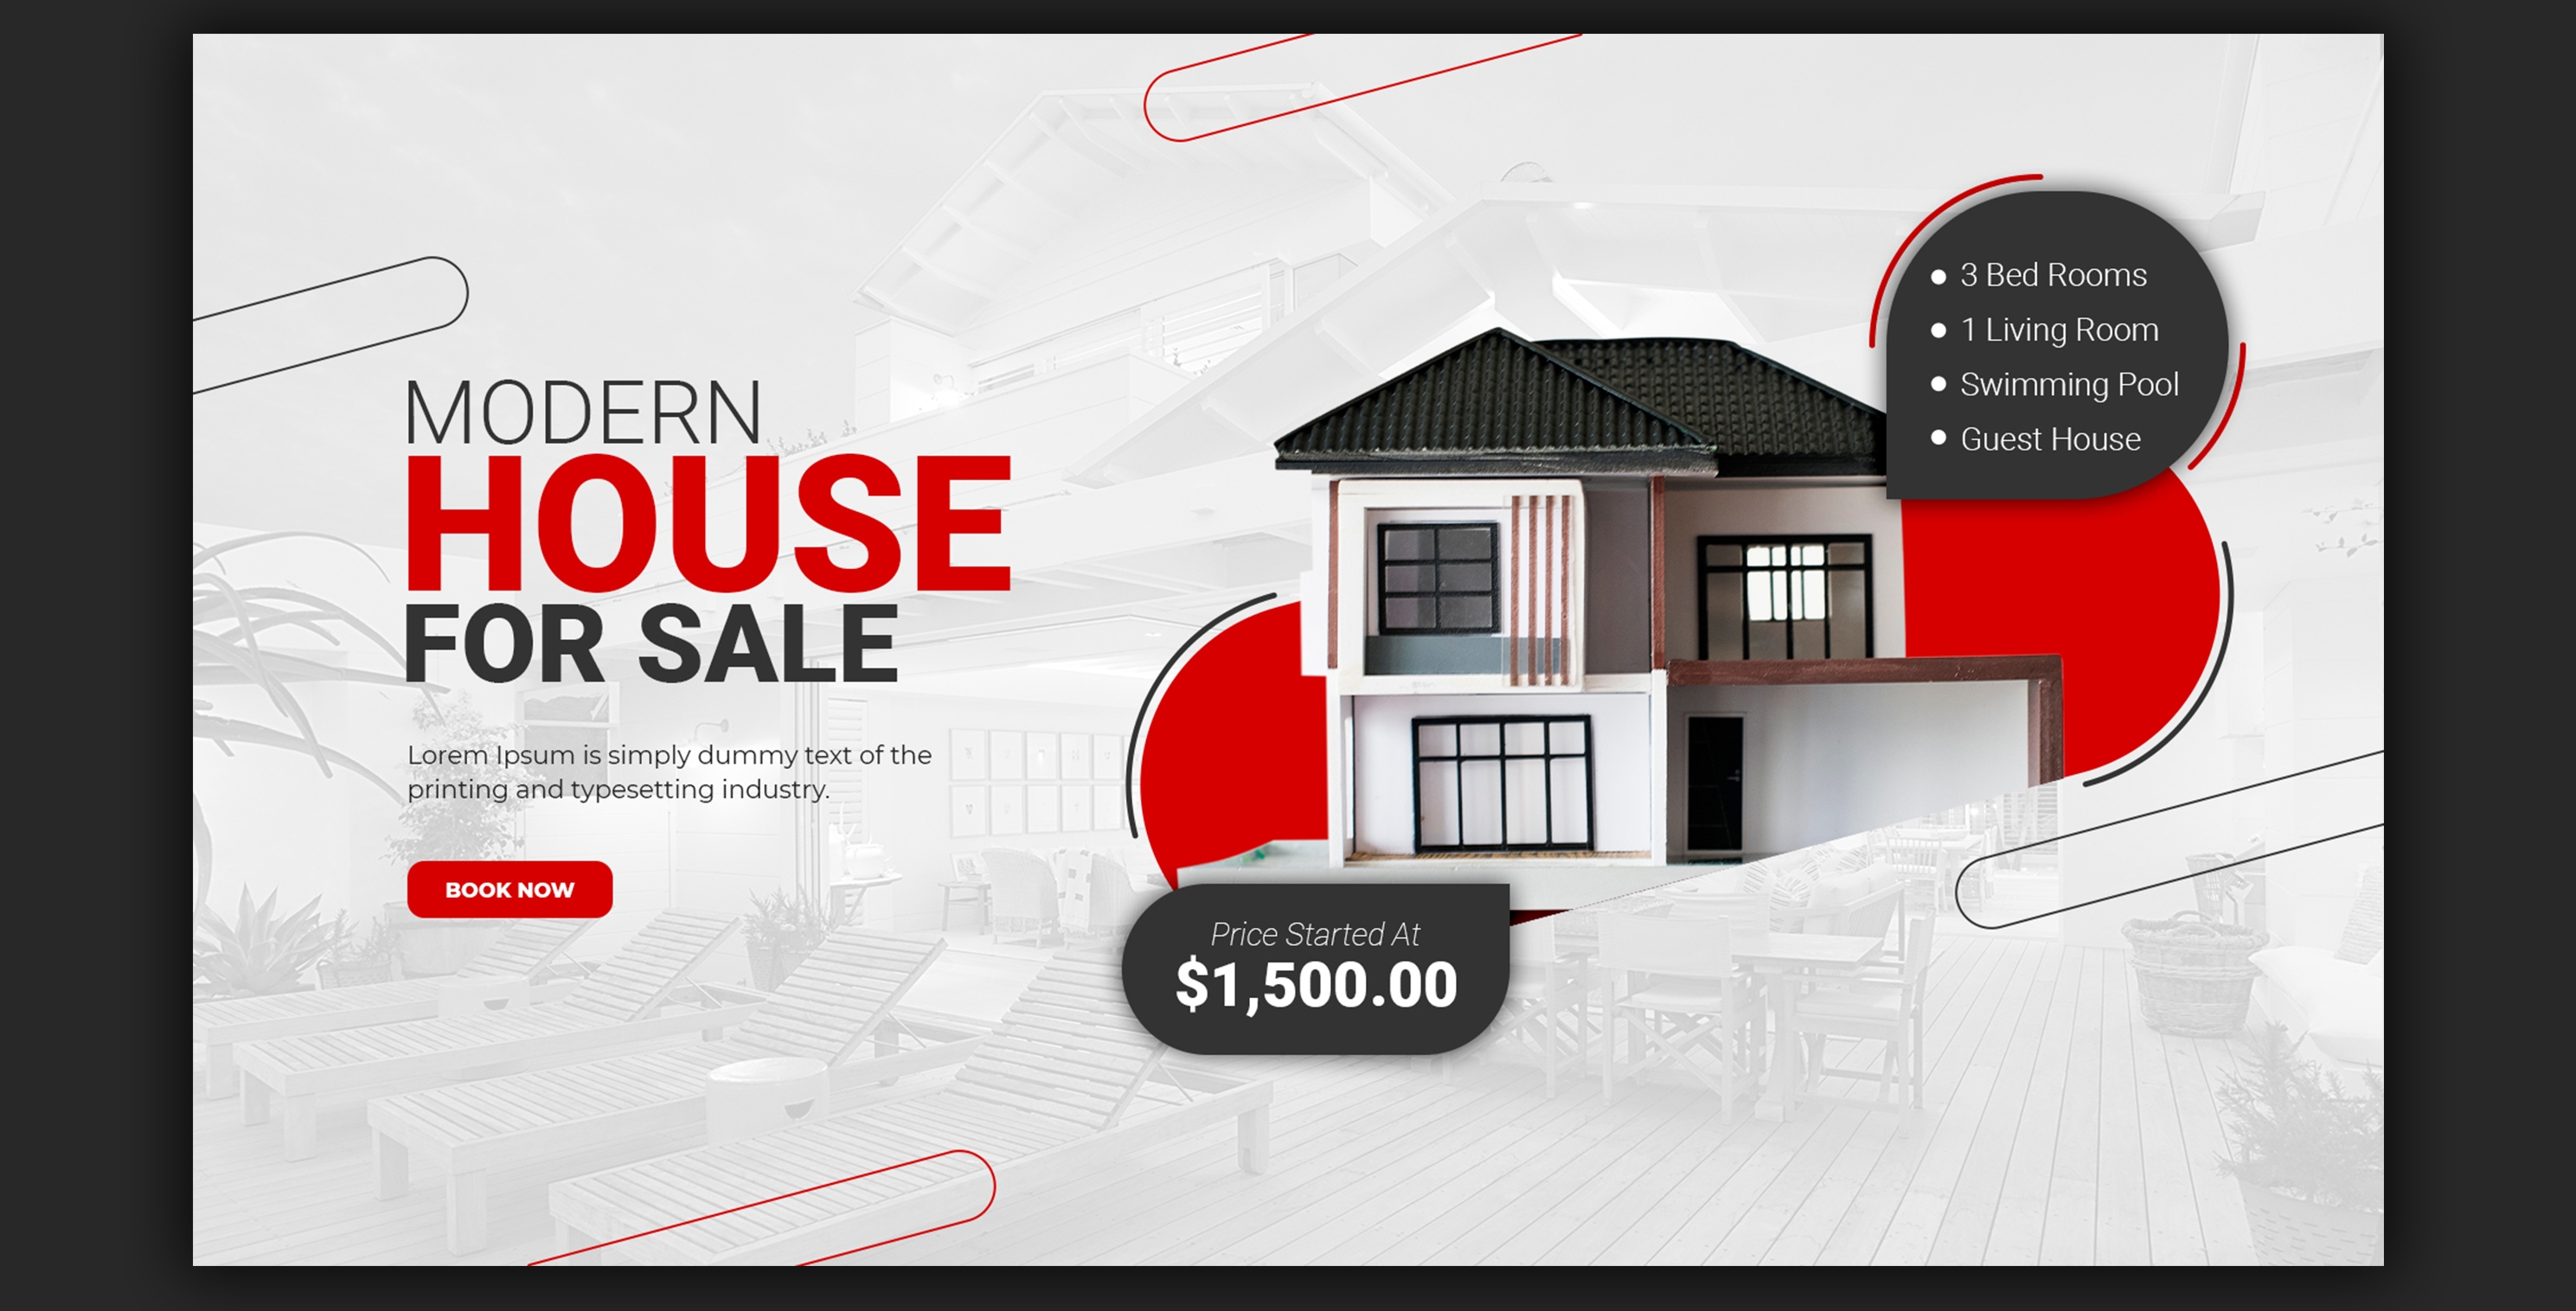 MODERN
HOUSE
FOR SALE
Lorem Ipsum is simply dummy text of the
printing and typesetting industry.
BOOK NOW
3 Bed Rooms
1 Living Room
Swimming Pool
Guest House
Price Started At
$1,500.00